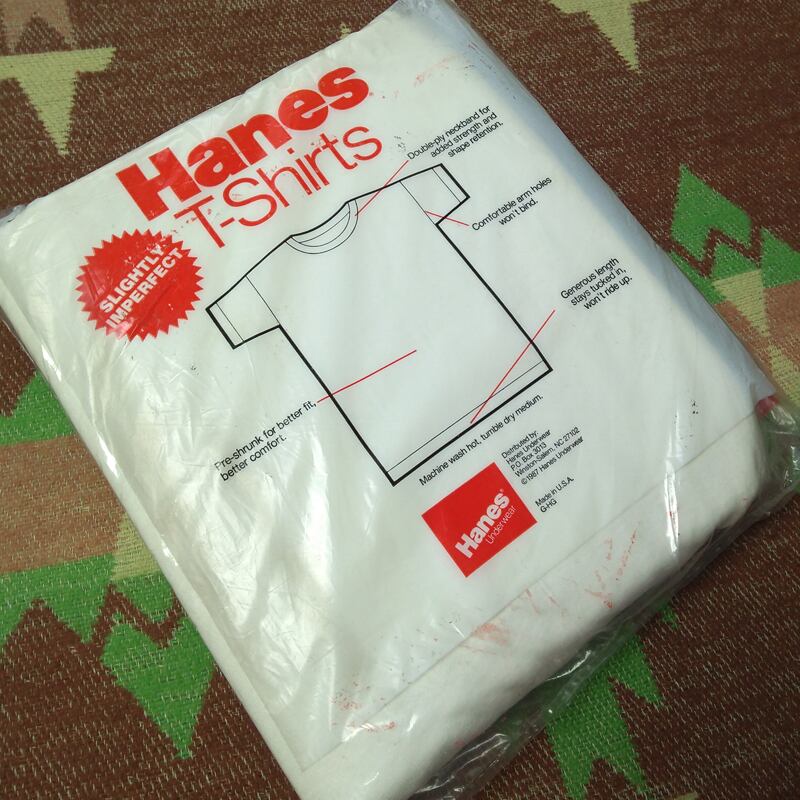 Hanes
T-Shirts
SLIGHTLY
IMPERFECT
Double-ply neckband for
added strength and
shape retention.
Comfortable arm holes
won't bind.
Generous length
stays tucked in,
won't ride up.
Pre-shrunk for better fit,
better comfort.
Machine wash hot, tumble dry medium.
Distributed by:
Hanes Underwear
P.O. Box 3013
Winston-Salem, NC 27102
© 1987 Hanes Underwear
Made in U.S.A.
G-HG
Hanes®
Underwear